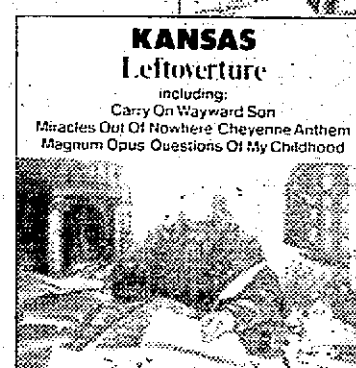 KANSAS
Leftoverture
including:
Carry On Wayward Son
Miracles Out Of Nowhere Cheyenne Anthem
Magnum Opus Questions Of My Childhood